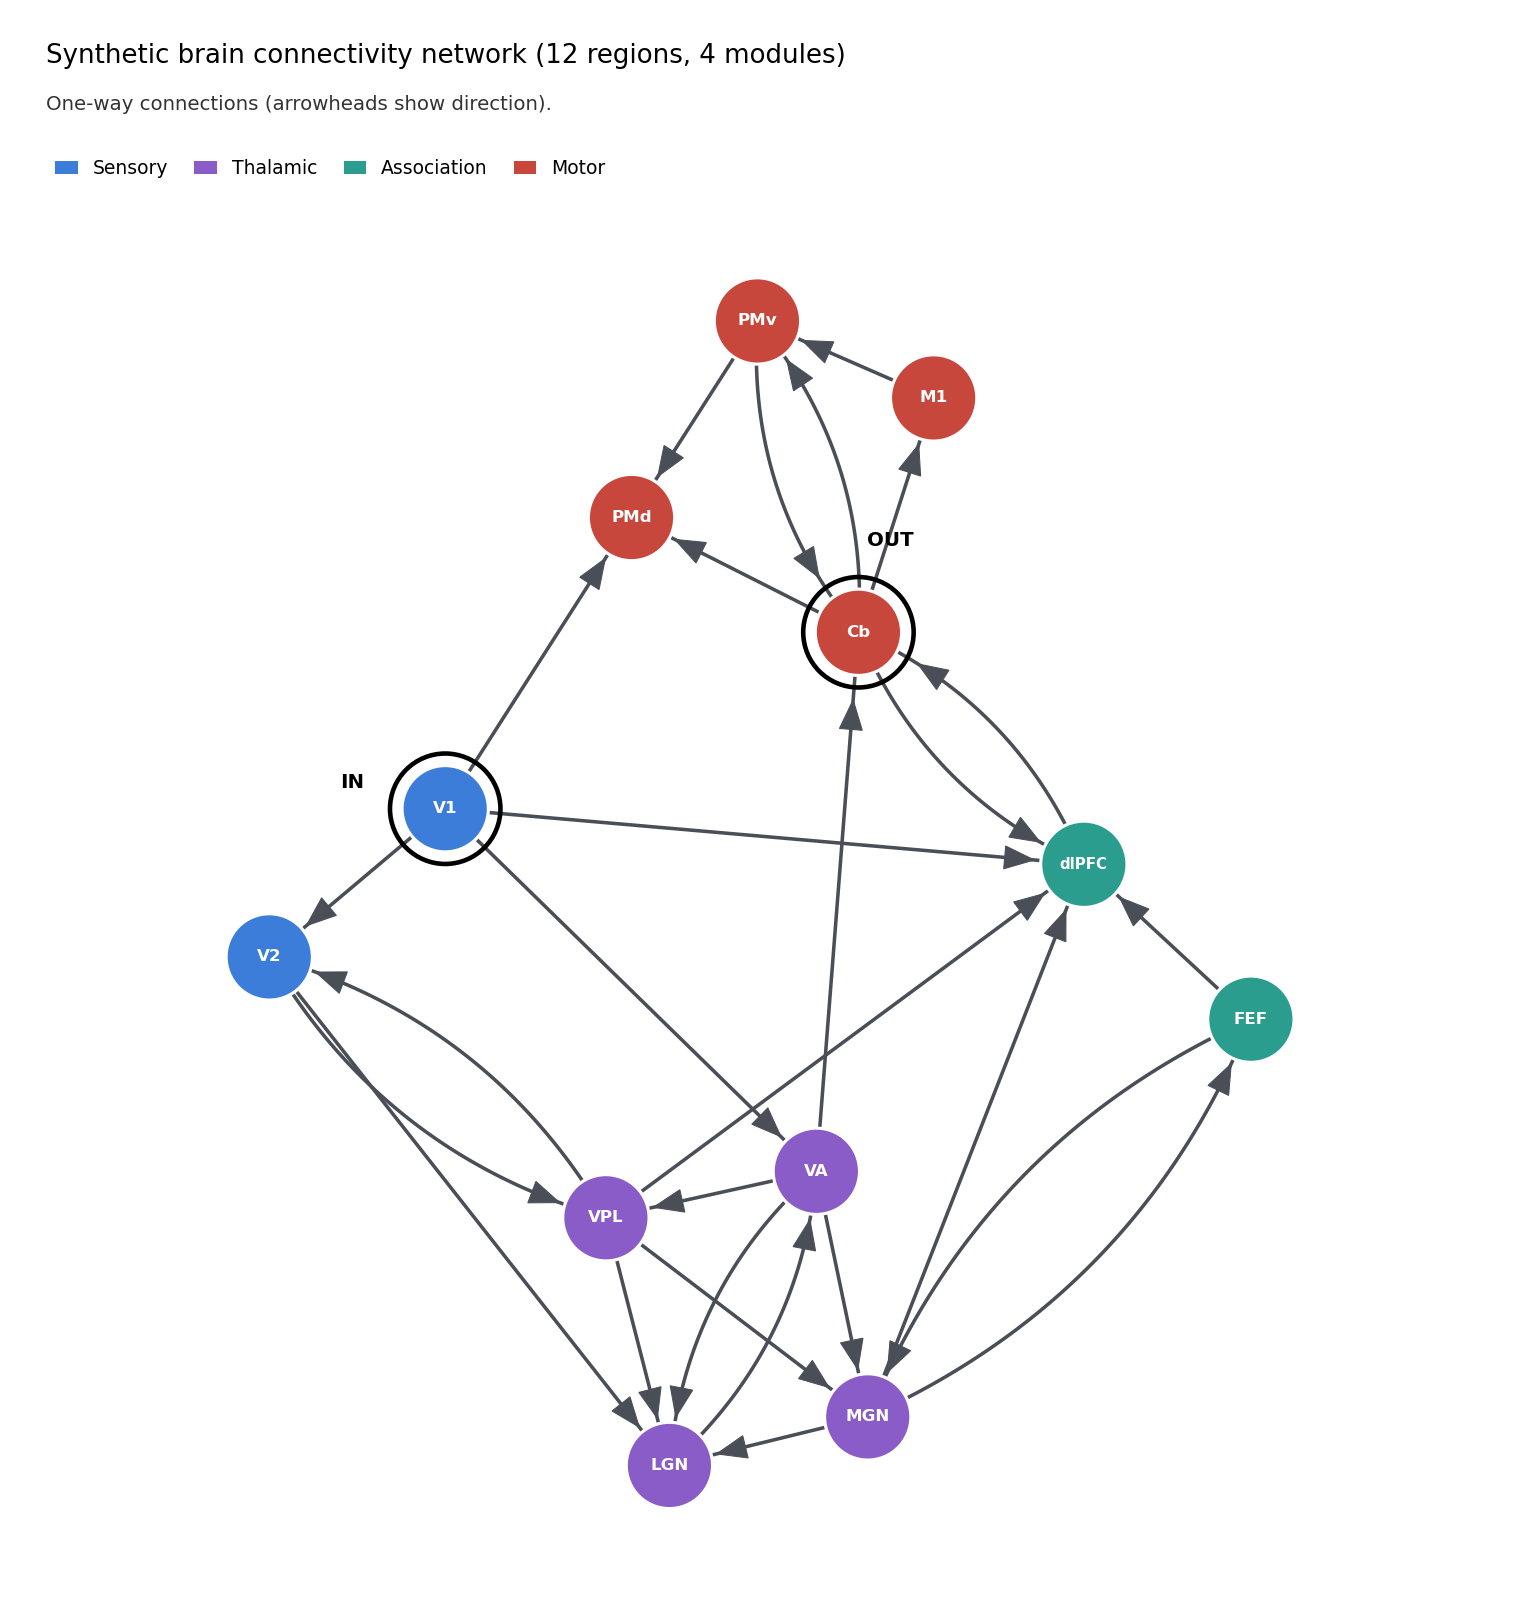 Synthetic brain connectivity network (12 regions, 4 modules)
One-way connections (arrowheads show direction).
Sensory Thalamic Association Motor
PMv
M1
PMd
OUT
Cb
IN
V1
dlPFC
V2
FEF
VA
VPL
MGN
LGN